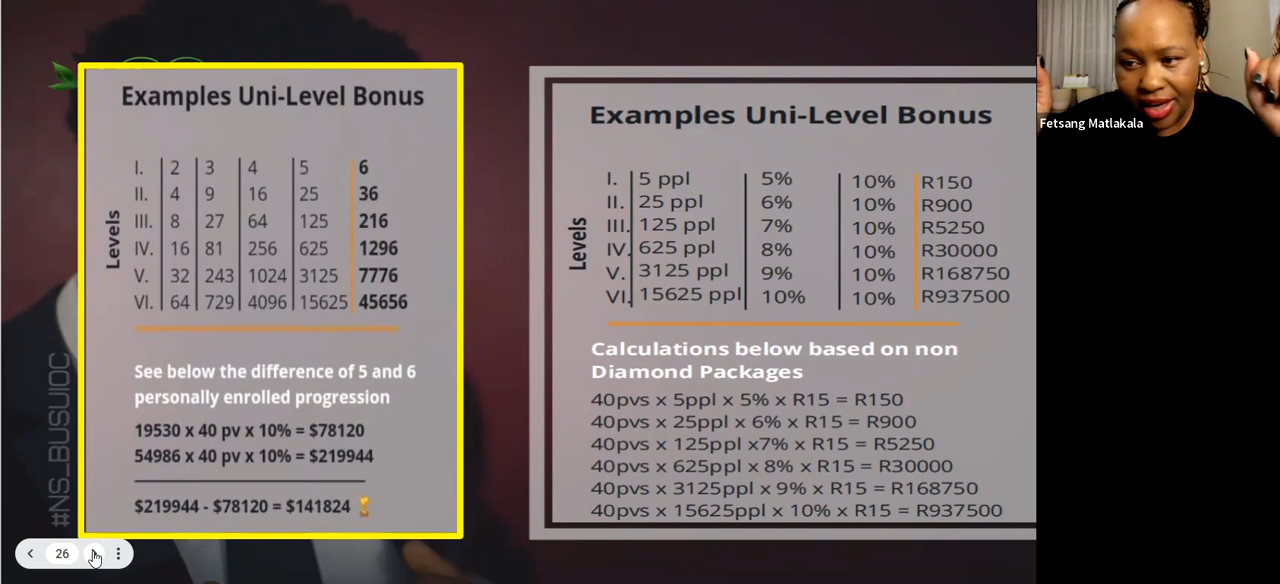 Examples Uni-Level Bonus
Levels
I. 2 3 4 5 6
II. 4 9 16 25 36
III. 8 27 64 125 216
IV. 16 81 256 625 1296
V. 32 243 1024 3125 7776
VI. 64 729 4096 15625 45656
See below the difference of 5 and 6
personally enrolled progression
19530 x 40 pv x 10% = $78120
54986 x 40 pv x 10% = $219944
$219944 - $78120 = $141824
#NS_BUSUIOC
26
Examples Uni-Level Bonus
Levels
I. 5 ppl 5% 10% R150
II. 25 ppl 6% 10% R900
III. 125 ppl 7% 10% R5250
IV. 625 ppl 8% 10% R30000
V. 3125 ppl 9% 10% R168750
VI. 15625 ppl 10% 10% R937500
Calculations below based on non
Diamond Packages
40pvs x 5ppl x 5% x R15 = R150
40pvs x 25ppl x 6% x R15 = R900
40pvs x 125ppl x7% x R15 = R5250
40pvs x 625ppl x 8% x R15 = R30000
40pvs x 3125ppl x 9% x R15 = R168750
40pvs x 15625ppl x 10% x R15 = R937500
Fetsang Matlakala